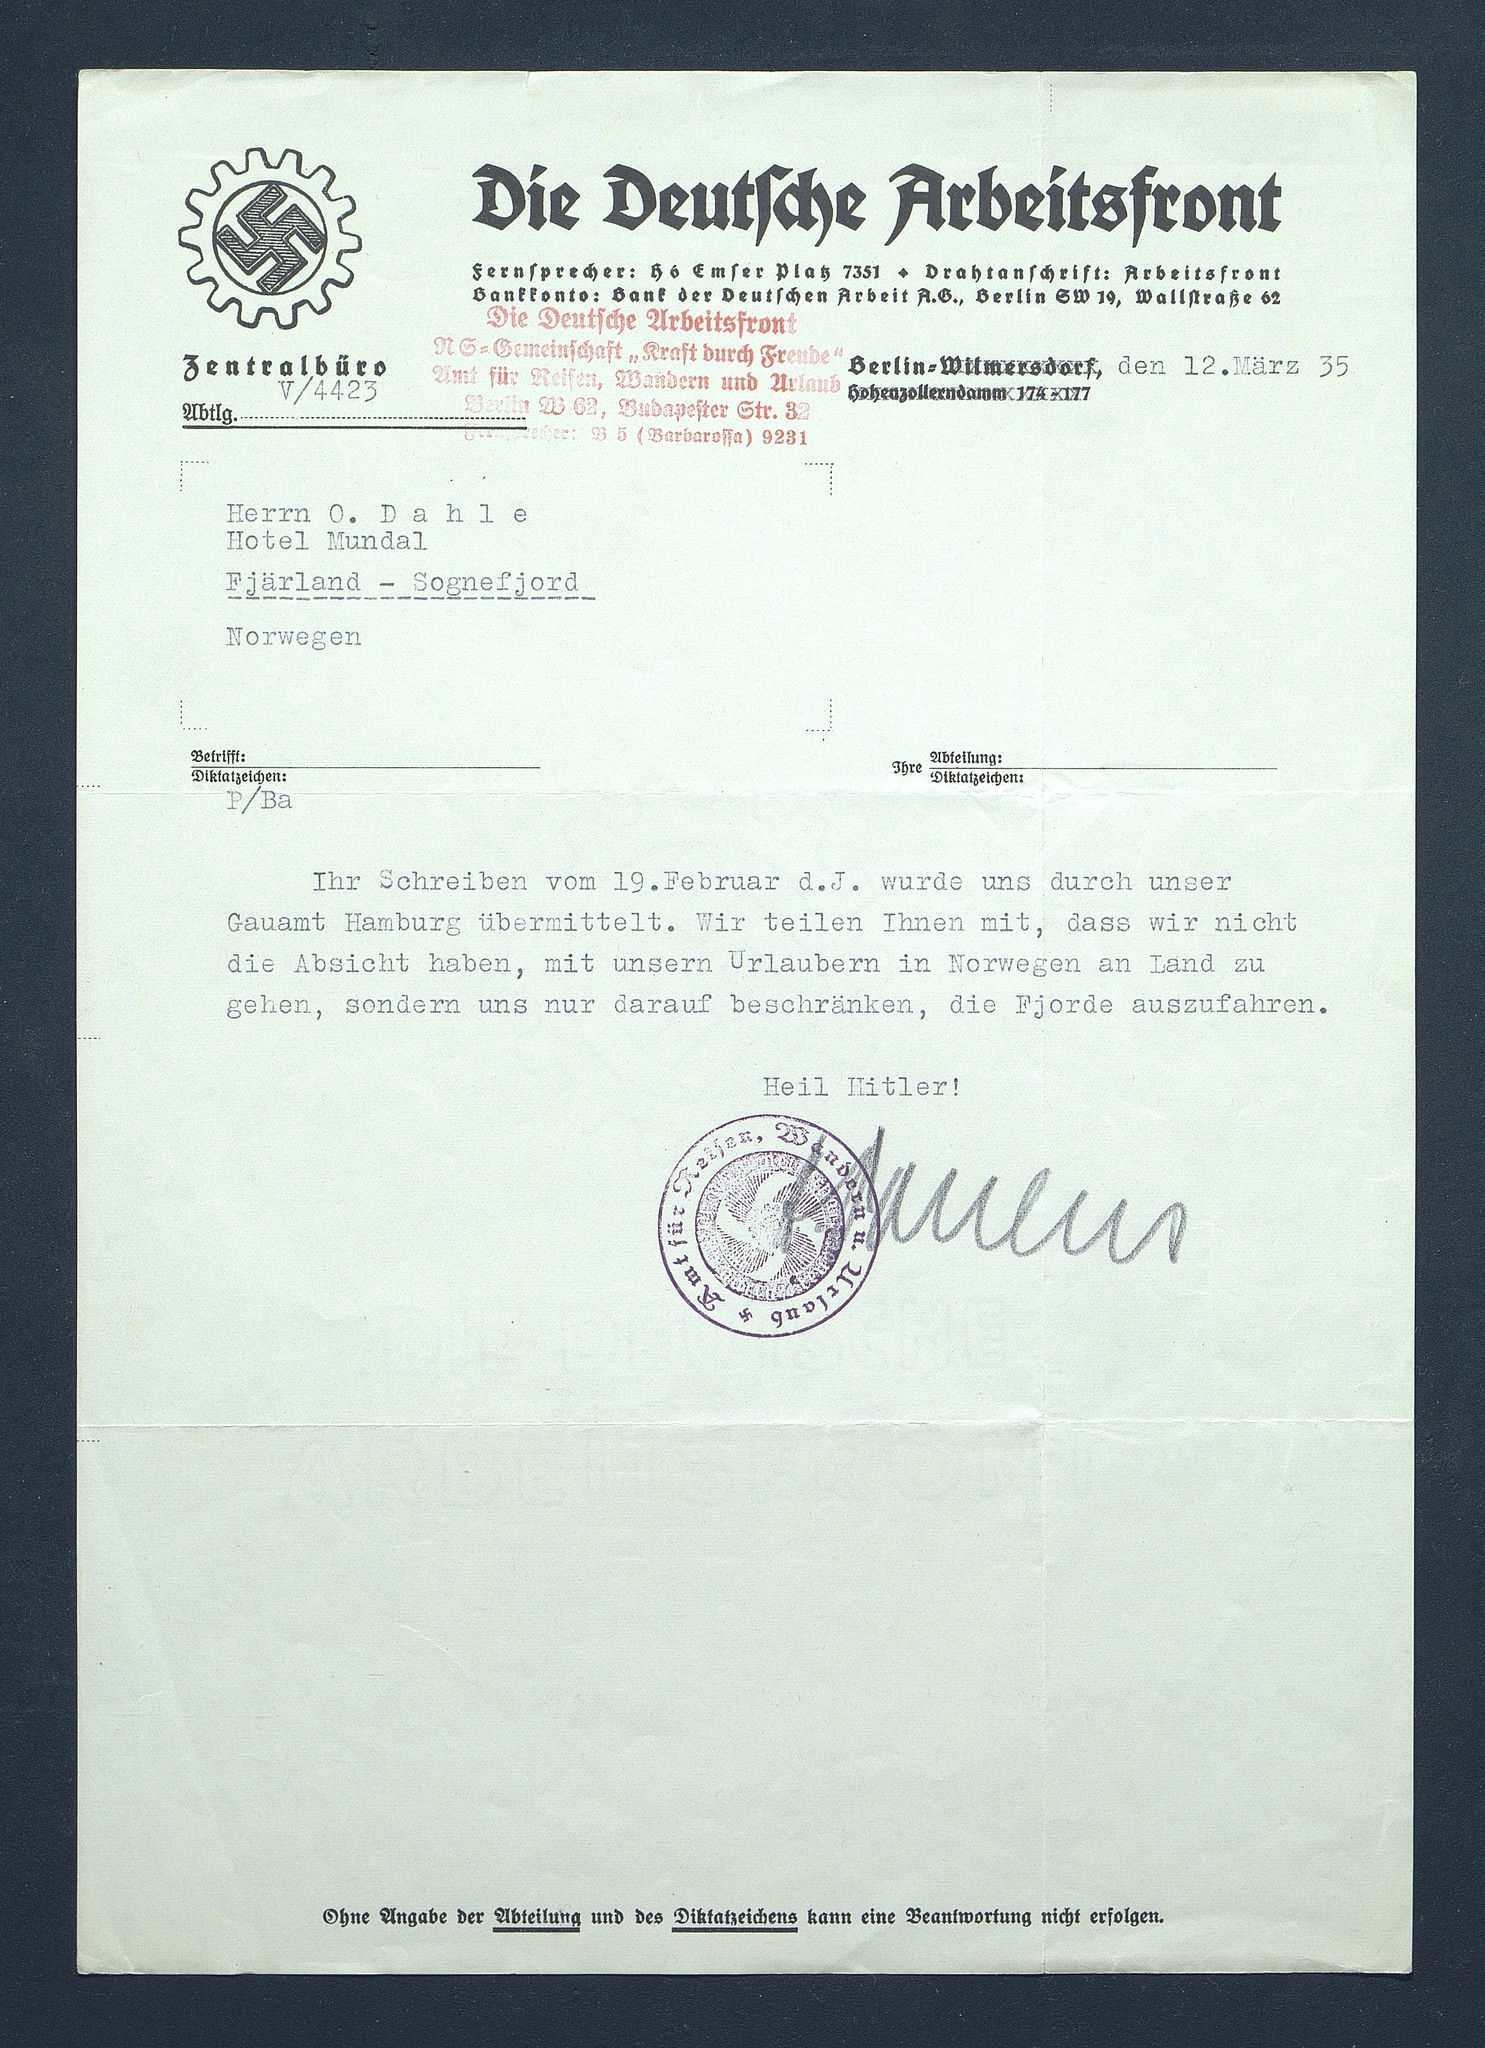 Die Deutsche Arbeitsfront
Fernsprecher: H 6 Emser Platz 7351 ✦ Drahtanschrift: Arbeitsfront
Bankkonto: Bank der Deutschen Arbeit A.G., Berlin SW 19, Wallstraße 62
Die Deutsche Arbeitsfront
NS=Gemeinschaft „Kraft durch Freude“
Amt für Reisen, Wandern und Urlaub
Berlin W 62, Budapester Str. 32
Fernsprecher: B 5 (Barbarossa) 9231
Zentralbüro
V/4423
Abtlg.
Berlin-Wilmersdorf, den 12.März 35
Hohenzollerndamm 174-177
Herrn O. D a h l e
Hotel Mundal
Fjärland - Sognefjord
Norwegen
Betrifft:
Diktatzeichen:
P/Ba
Ihre Abteilung:
Diktatzeichen:
Ihr Schreiben vom 19.Februar d.J. wurde uns durch unser
Gauamt Hamburg übermittelt. Wir teilen Ihnen mit, dass wir nicht
die Absicht haben, mit unsern Urlaubern in Norwegen an Land zu
gehen, sondern uns nur darauf beschränken, die Fjorde auszufahren.
Heil Hitler!
Amt für Reisen, Wandern u. Urlaub
Ohne Angabe der Abteilung und des Diktatzeichens kann eine Beantwortung nicht erfolgen.